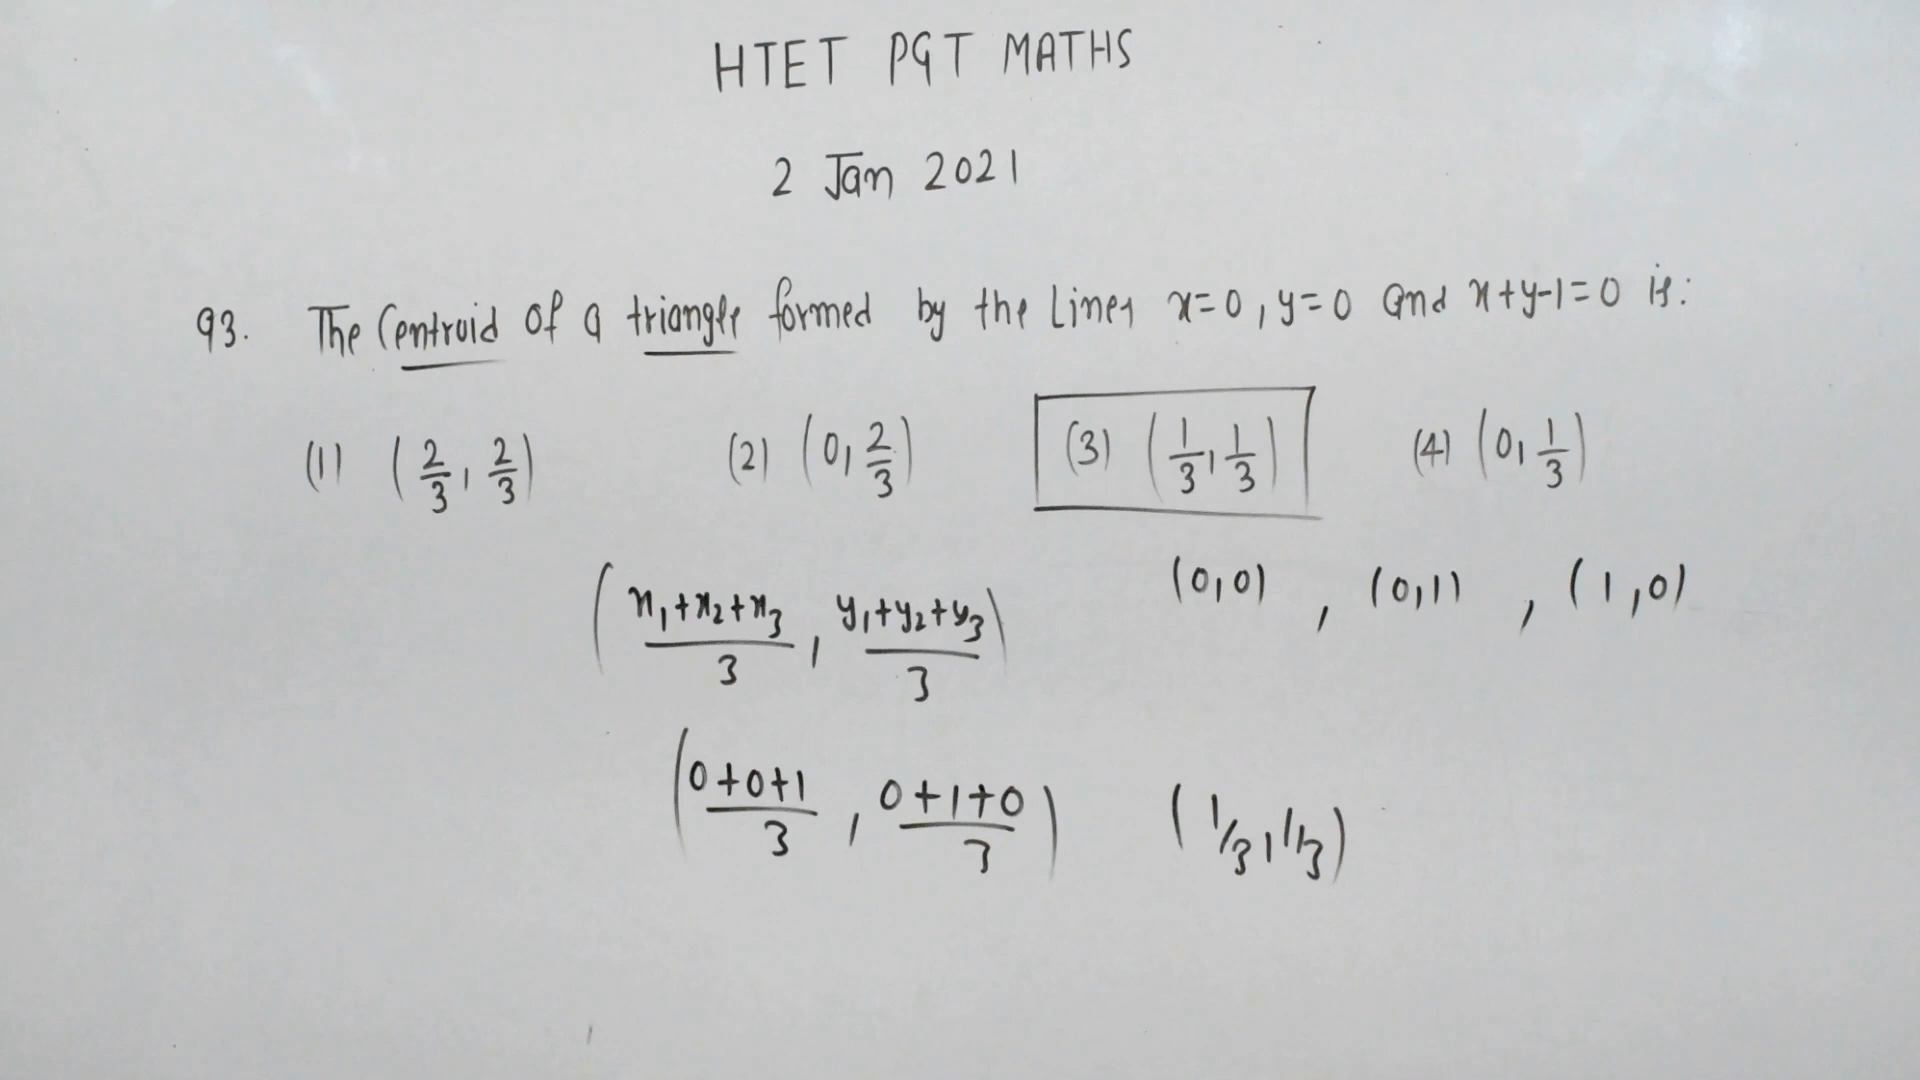 HTET PGT MATHS
2 Jan 2021
93. The Centroid of a triangle formed by the Lines x=0, y=0 and x+y-1=0 is:
(1) (2/3, 2/3) (2) (0, 2/3) (3) (1/3, 1/3) (4) (0, 1/3)
((x₁+x₂+x₃)/3, (y₁+y₂+y₃)/3) (0,0), (0,1), (1,0)
((0+0+1)/3, (0+1+0)/3) (1/3, 1/3)